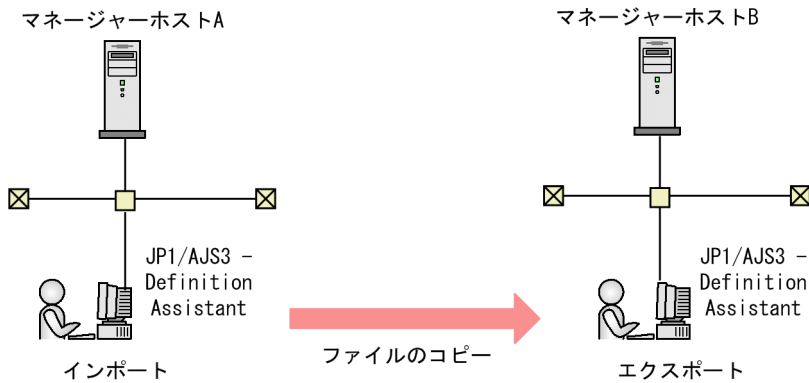 マネージャーホストA
マネージャーホストB
JP1/AJS3 −
Definition
Assistant
JP1/AJS3 −
Definition
Assistant
ファイルのコピー
インポート
エクスポート